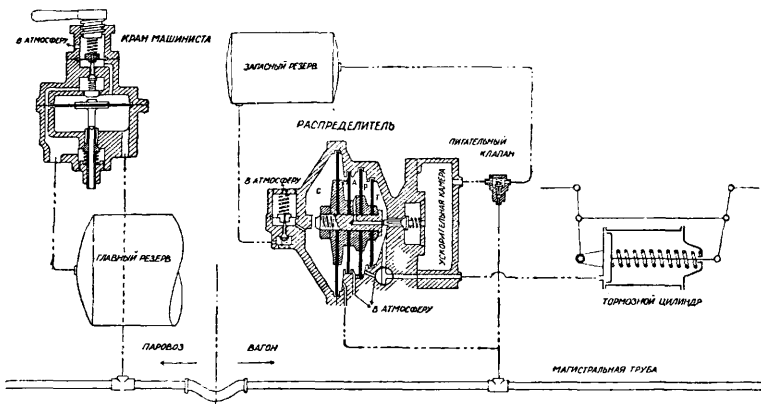 КРАН МАШИНИСТА
В АТМОСФЕРУ
ЗАПАСНЫЙ РЕЗЕРВ.
РАСПРЕДЕЛИТЕЛЬ
ПИТАТЕЛЬНЫЙ
КЛАПАН
В АТМОСФЕРУ
УСКОРИТЕЛЬНАЯ КАМЕРА
ГЛАВНЫЙ РЕЗЕРВ.
ТОРМОЗНОЙ ЦИЛИНДР
В АТМОСФЕРУ
ПАРОВОЗ
ВАГОН
МАГИСТРАЛЬНАЯ ТРУБА